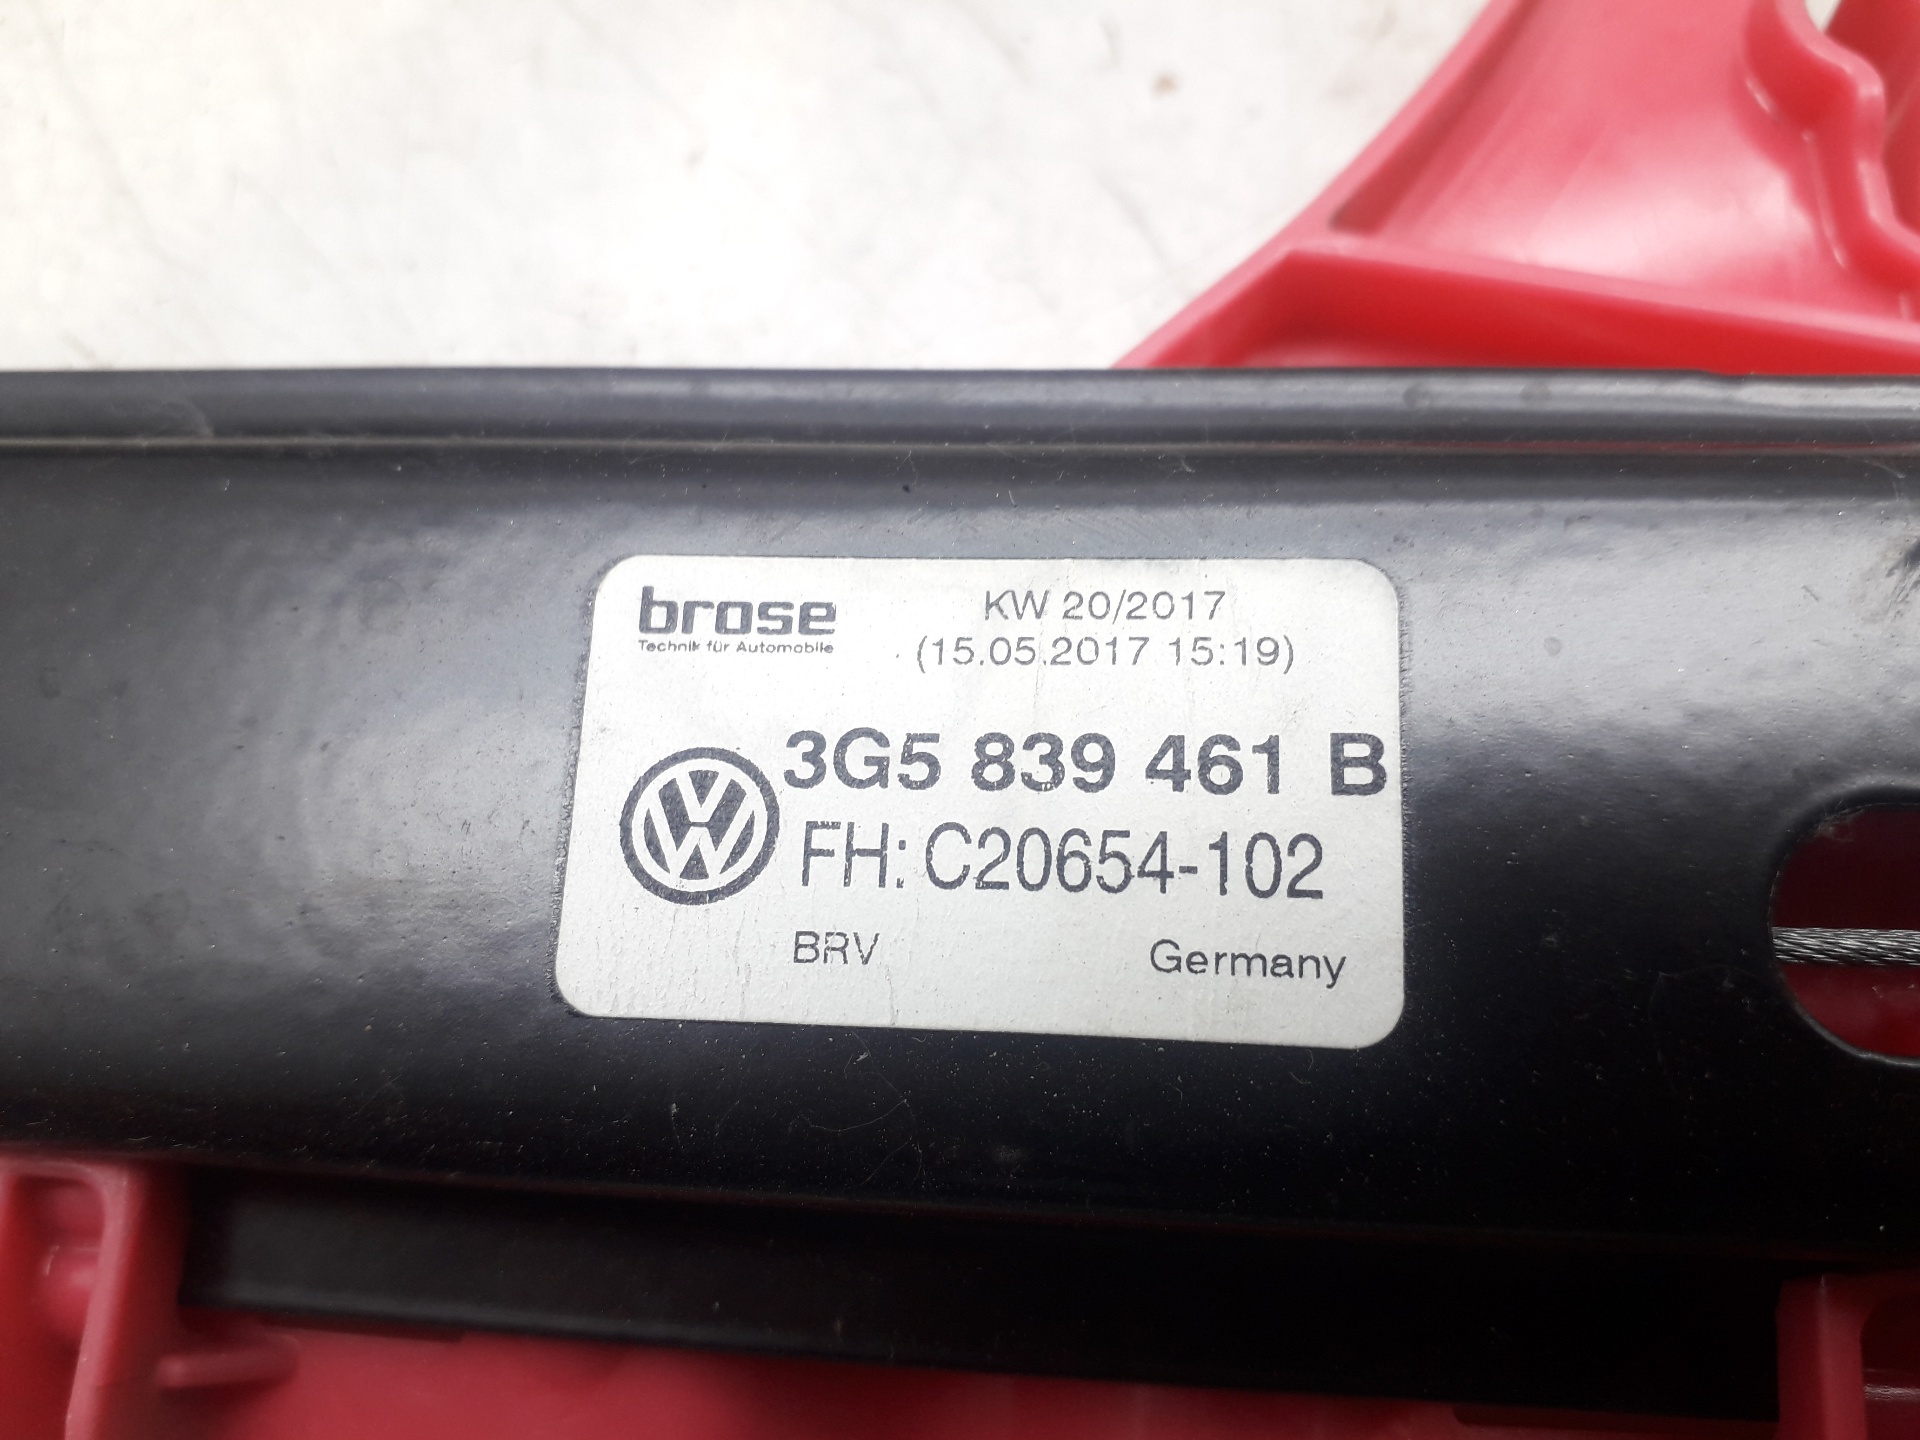 brose
Technik für Automobile
KW 20/2017
(15.05.2017 15:19)
3G5 839 461 B
FH: C20654-102
BRV
Germany